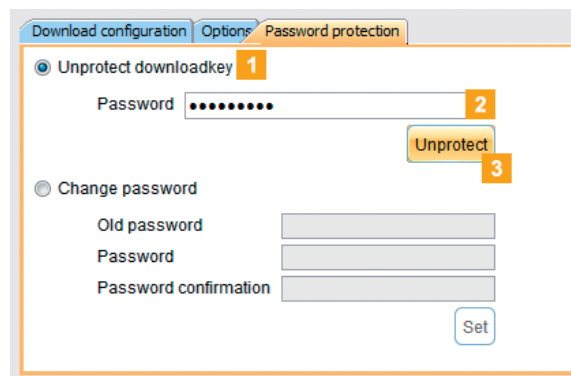 Download configuration Options Password protection
Unprotect downloadkey 1
Password ••••••••• 2
Unprotect
3
Change password
Old password
Password
Password confirmation
Set